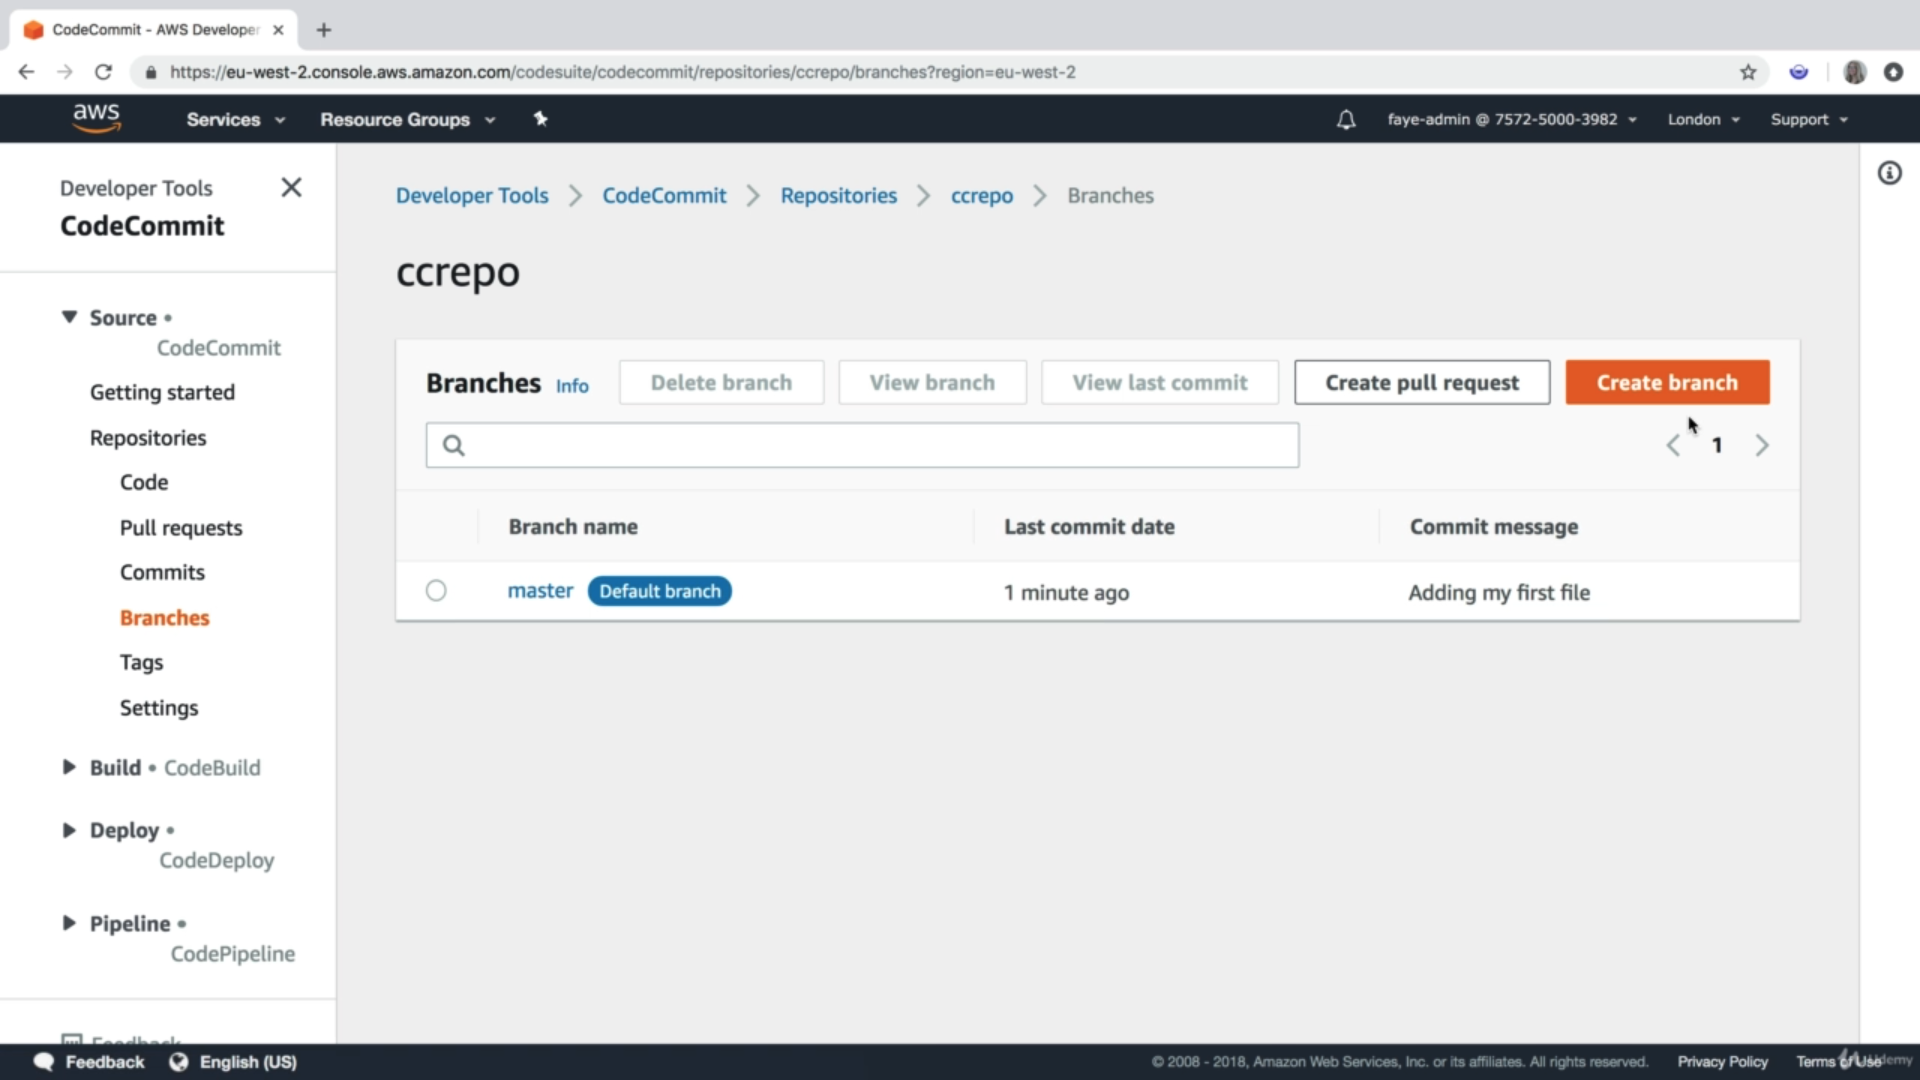 CodeCommit - AWS Developer
https://eu-west-2.console.aws.amazon.com/codesuite/codecommit/repositories/ccrepo/branches?region=eu-west-2
aws Services Resource Groups faye-admin @ 7572-5000-3982 London Support
Developer Tools
CodeCommit
Source •
CodeCommit
Getting started
Repositories
Code
Pull requests
Commits
Branches
Tags
Settings
Build • CodeBuild
Deploy •
CodeDeploy
Pipeline •
CodePipeline
Feedback
Developer Tools CodeCommit Repositories ccrepo Branches
ccrepo
Branches Info Delete branch View branch View last commit Create pull request Create branch
1
Branch name Last commit date Commit message
master Default branch 1 minute ago Adding my first file
Feedback English (US) © 2008 - 2018, Amazon Web Services, Inc. or its affiliates. All rights reserved. Privacy Policy Terms of Use